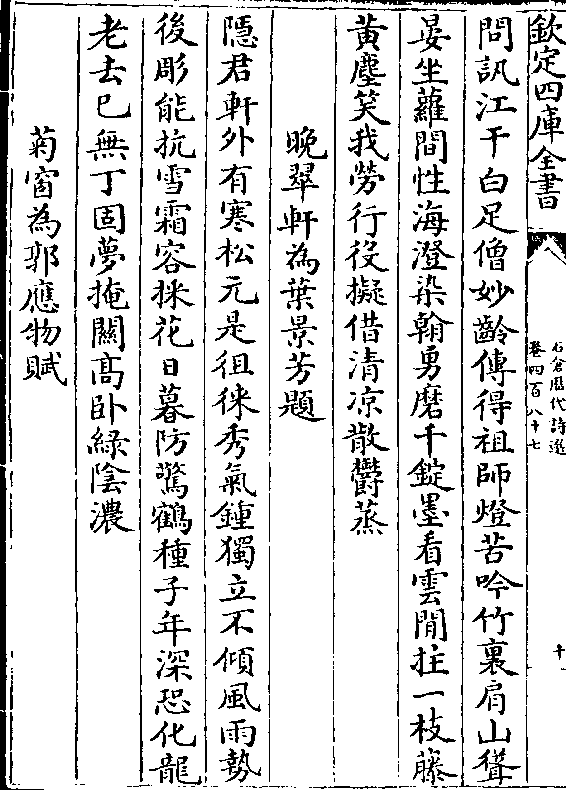 欽定四庫全書
石倉歷代詩選
卷四百八十七
十
問訊江干白足僧妙齡傳得祖師燈苦吟竹裏肩山聳
晏坐蘿間性海澄染翰勇磨千錠墨看雲閒拄一枝藤
黃塵笑我勞行役擬借清凉散鬱蒸
晚翠軒為葉景芳題
隱君軒外有寒松元是徂徠秀氣鍾獨立不傾風雨勢
後彫能抗雪霜容採花日暮防驚鶴種子年深恐化龍
老去已無丁固夢掩關髙卧綠陰濃
菊窗為郭應物賦